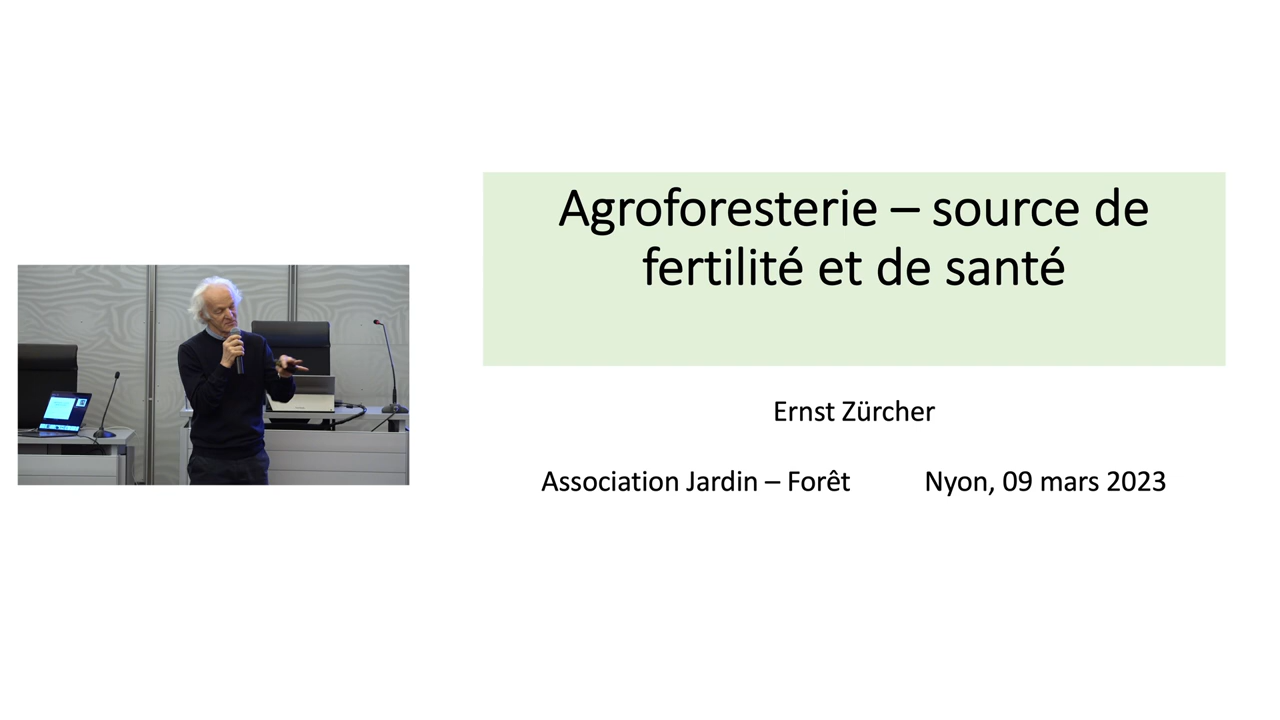 Agroforesterie – source de
fertilité et de santé
Ernst Zürcher
Association Jardin – Forêt Nyon, 09 mars 2023